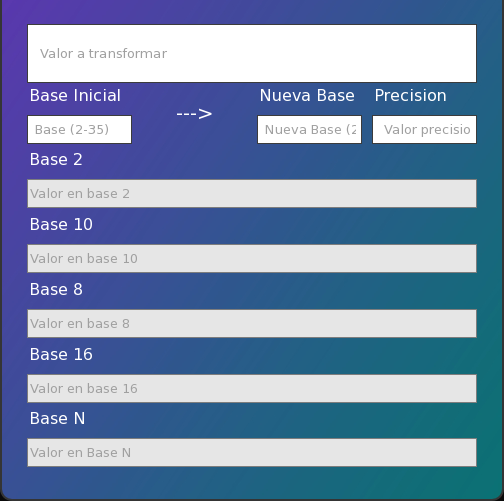 Valor a transformar
Base Inicial
--->
Nueva Base
Precision
Base (2-35)
Nueva Base (2
Valor precisio
Base 2
Valor en base 2
Base 10
Valor en base 10
Base 8
Valor en base 8
Base 16
Valor en base 16
Base N
Valor en Base N